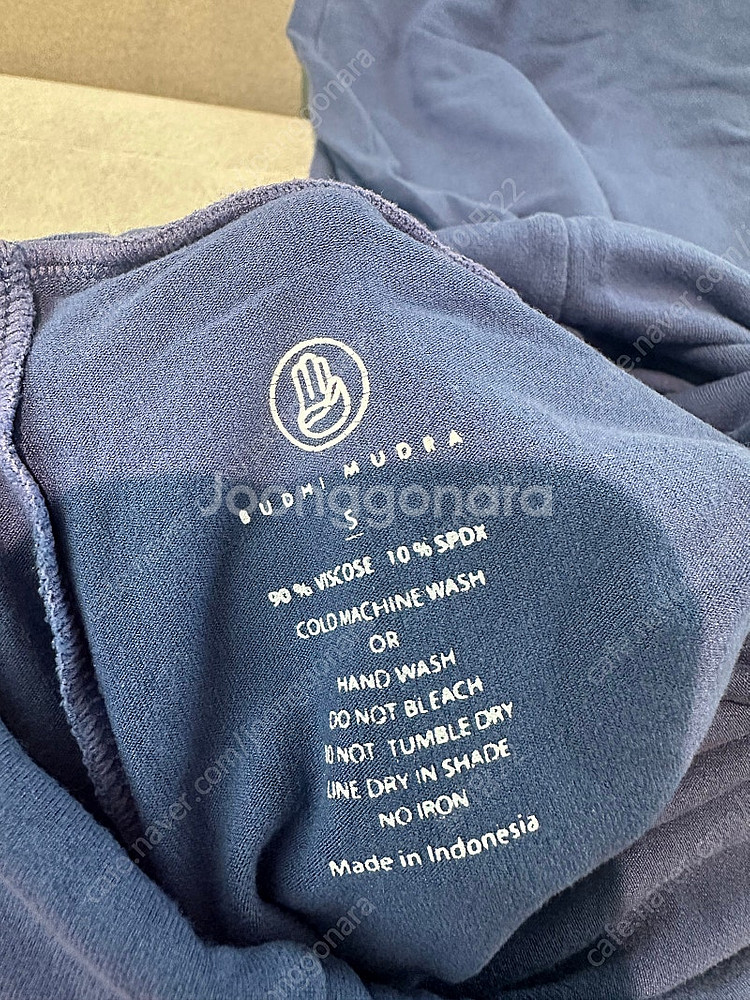 BUDHI MUDRA
Joonggonara
S
90 % VISCOSE 10 % SPDX
COLD MACHINE WASH
OR
HAND WASH
DO NOT BLEACH
DO NOT TUMBLE DRY
LINE DRY IN SHADE
NO IRON
Made in Indonesia